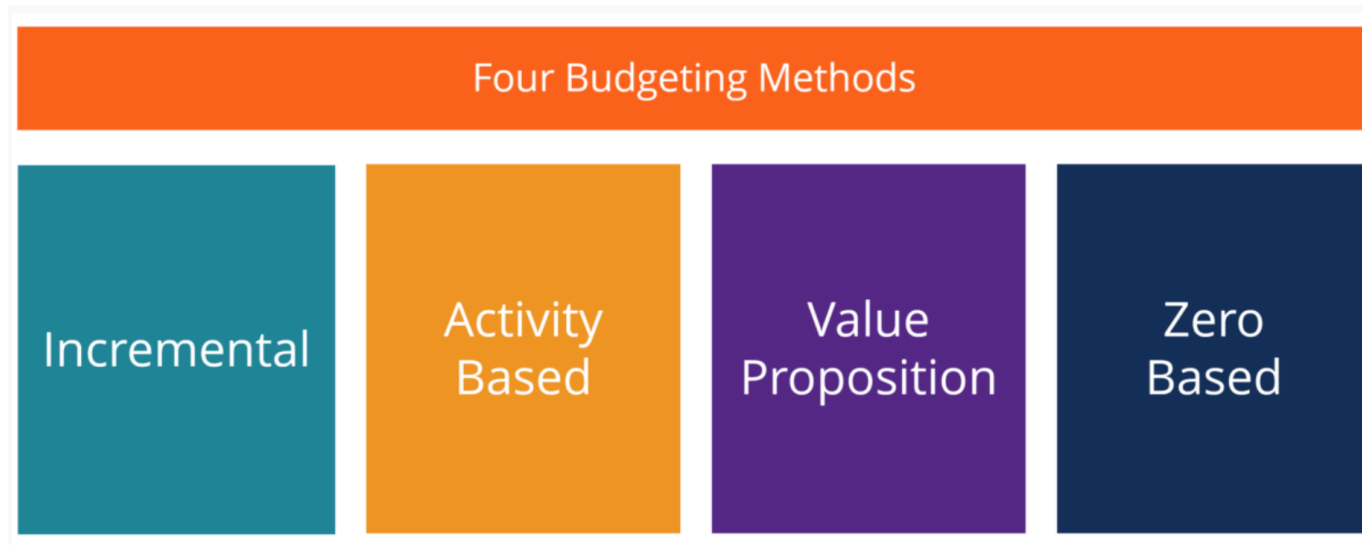 Four Budgeting Methods
Incremental
Activity
Based
Value
Proposition
Zero
Based